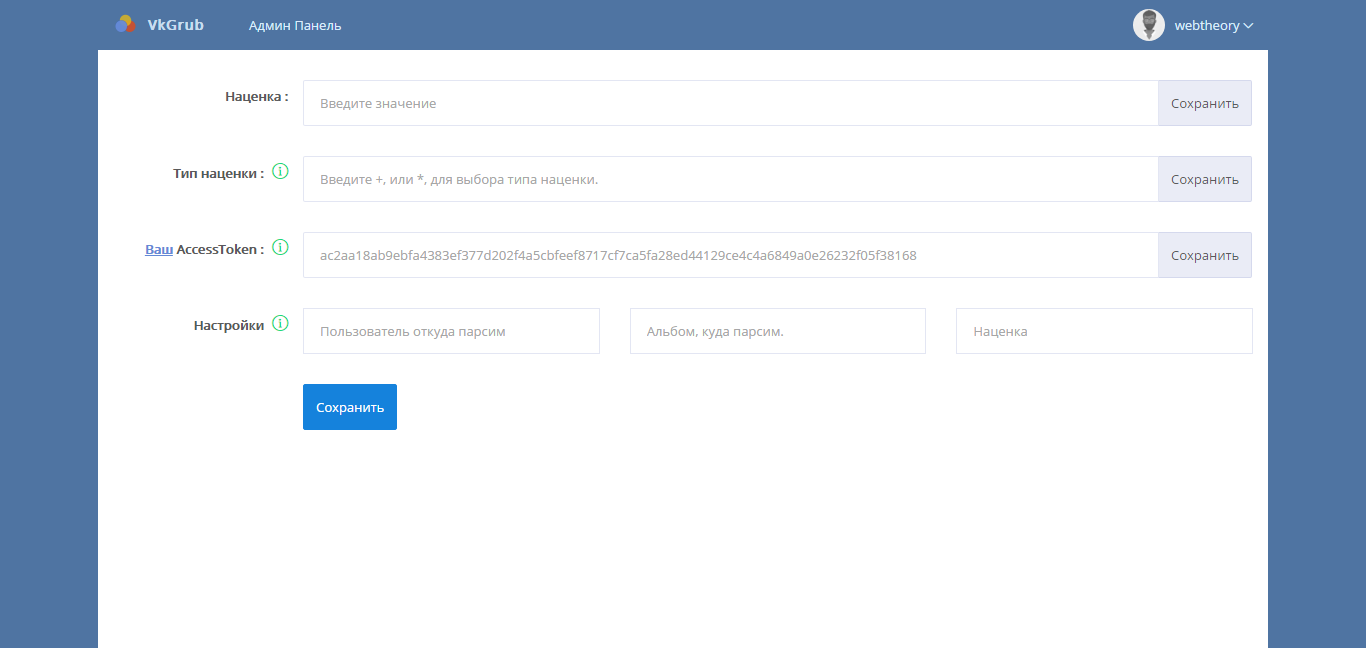 VkGrub Админ Панель webtheory
Наценка : Введите значение Сохранить
Тип наценки : Введите +, или *, для выбора типа наценки. Сохранить
Ваш AccessToken : ac2aa18ab9ebfa4383ef377d202f4a5cbfeef8717cf7ca5fa28ed44129ce4c4a6849a0e26232f05f38168 Сохранить
Настройки Пользователь откуда парсим Альбом, куда парсим. Наценка
Сохранить